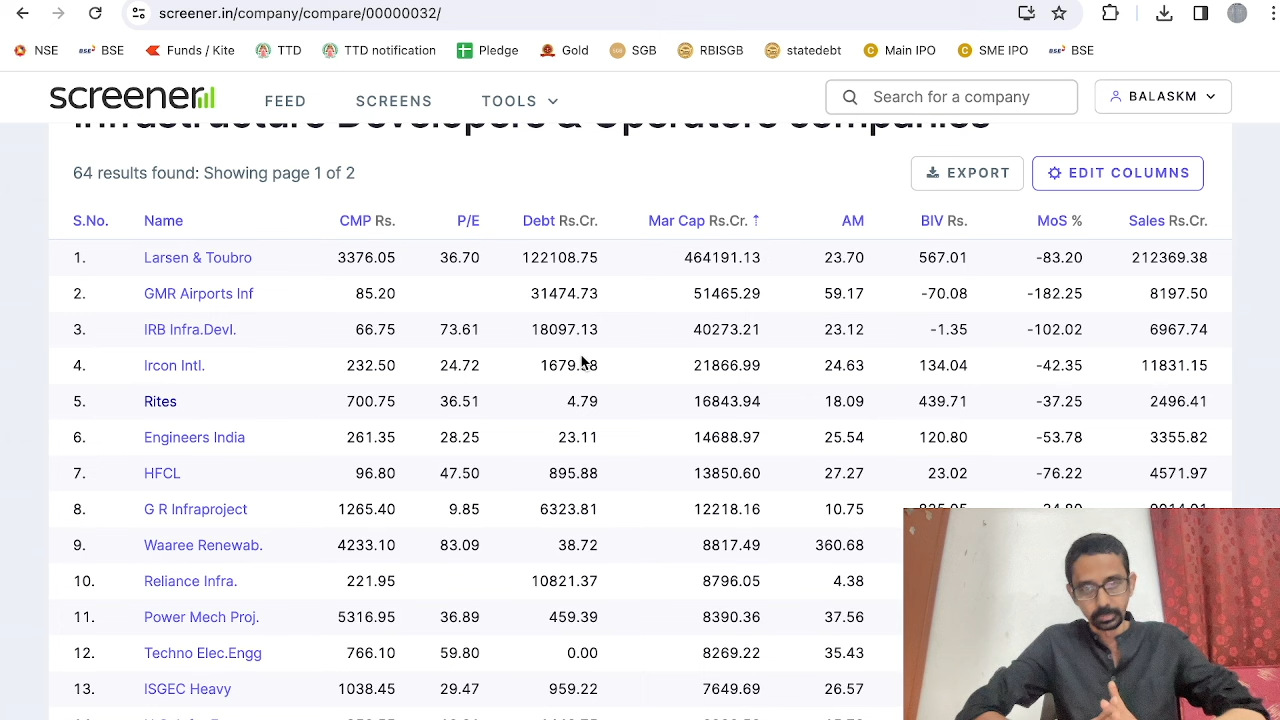 screener.in/company/compare/00000032/
NSE BSE Funds / Kite TTD TTD notification Pledge Gold SGB RBISGB statedebt Main IPO SME IPO BSE
screener FEED SCREENS TOOLS Search for a company BALASKM
Infrastructure Developers & Operators companies
64 results found: Showing page 1 of 2 EXPORT EDIT COLUMNS
S.No. Name CMP Rs. P/E Debt Rs.Cr. Mar Cap Rs.Cr. ↑ AM BIV Rs. MoS % Sales Rs.Cr.
1. Larsen & Toubro 3376.05 36.70 122108.75 464191.13 23.70 567.01 -83.20 212369.38
2. GMR Airports Inf 85.20 31474.73 51465.29 59.17 -70.08 -182.25 8197.50
3. IRB Infra.Devl. 66.75 73.61 18097.13 40273.21 23.12 -1.35 -102.02 6967.74
4. Ircon Intl. 232.50 24.72 21866.99 24.63 134.04 -42.35 11831.15
5. Rites 700.75 36.51 4.79 16843.94 18.09 439.71 -37.25 2496.41
6. Engineers India 261.35 28.25 23.11 14688.97 25.54 120.80 -53.78 3355.82
7. HFCL 96.80 47.50 895.88 13850.60 27.27 23.02 -76.22 4571.97
8. G R Infraproject 1265.40 9.85 6323.81 12218.16 10.75
9. Waaree Renewab. 4233.10 83.09 38.72 8817.49 360.68
10. Reliance Infra. 221.95 10821.37 8796.05 4.38
11. Power Mech Proj. 5316.95 36.89 459.39 8390.36 37.56
12. Techno Elec.Engg 766.10 59.80 0.00 8269.22 35.43
13. ISGEC Heavy 1038.45 29.47 959.22 7649.69 26.57